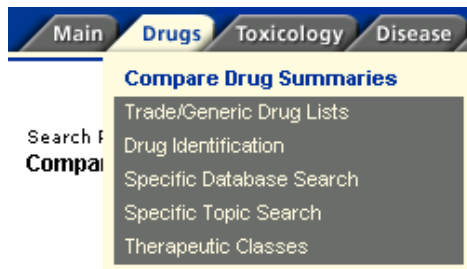 Main Drugs Toxicology Disease
Compare Drug Summaries
Trade/Generic Drug Lists
Search
Drug Identification
Specific Database Search
Specific Topic Search
Therapeutic Classes